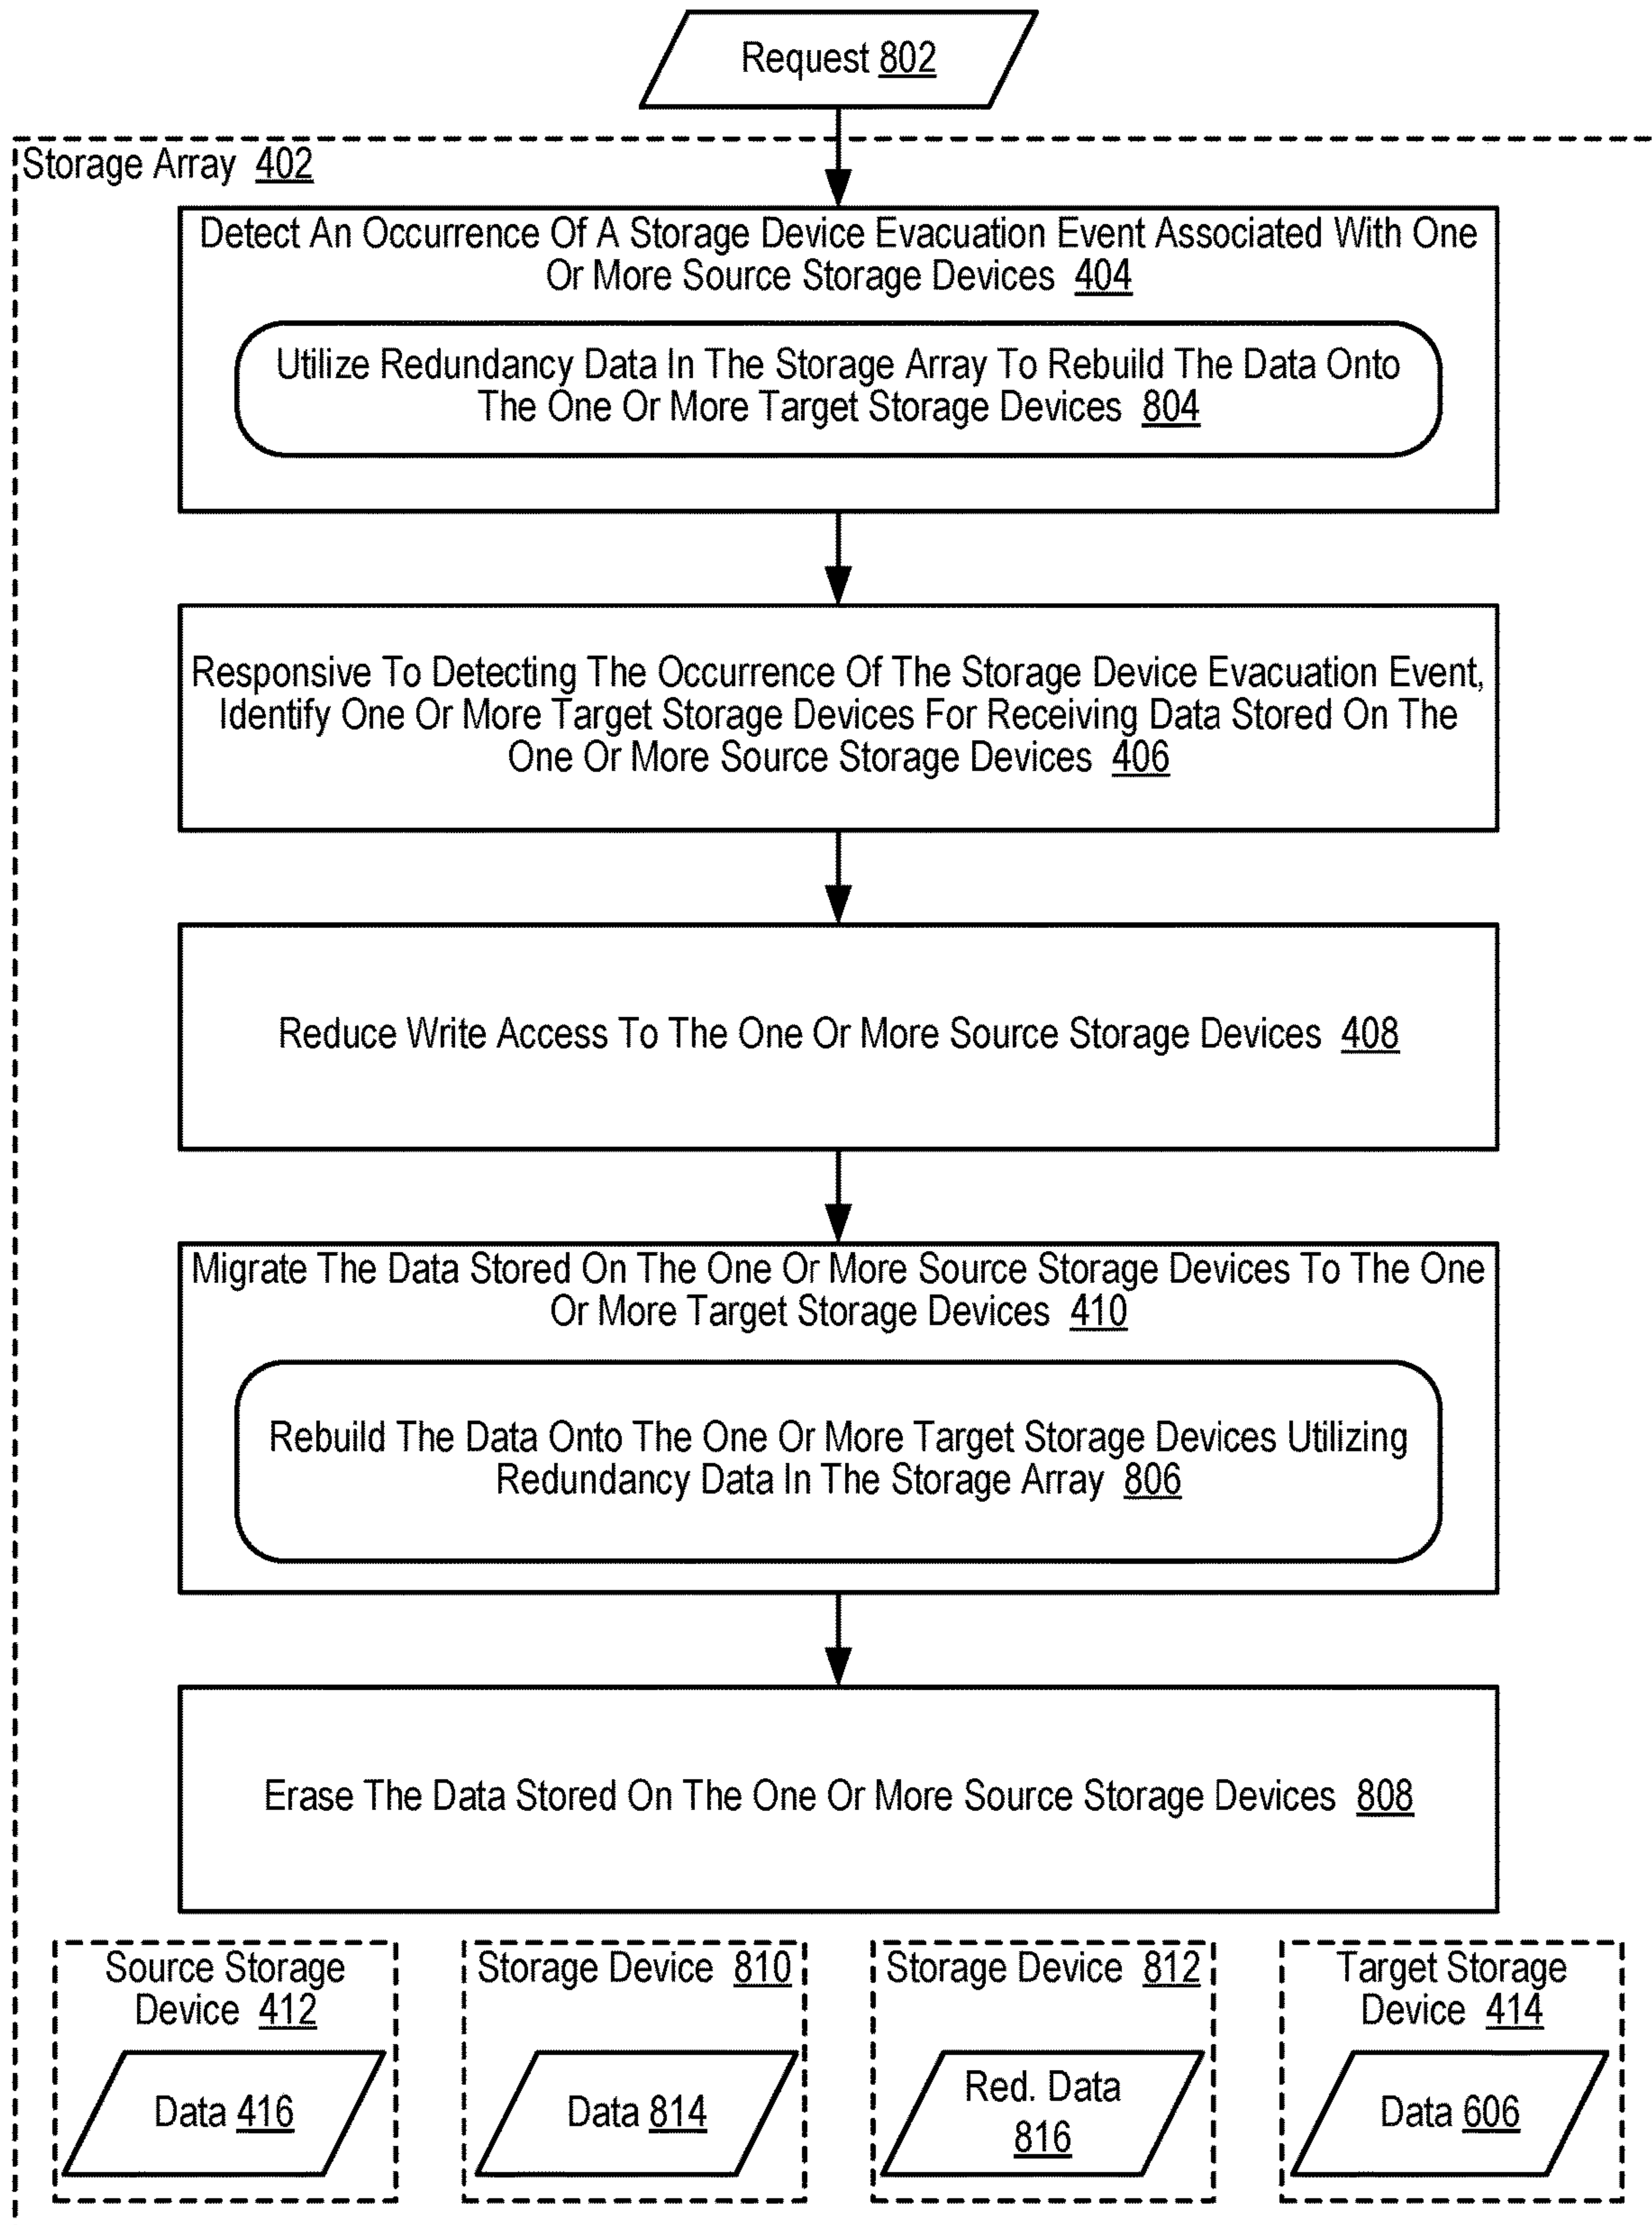 Request 802
Storage Array 402
Detect An Occurrence Of A Storage Device Evacuation Event Associated With One
Or More Source Storage Devices 404
Utilize Redundancy Data In The Storage Array To Rebuild The Data Onto
The One Or More Target Storage Devices 804
Responsive To Detecting The Occurrence Of The Storage Device Evacuation Event,
Identify One Or More Target Storage Devices For Receiving Data Stored On The
One Or More Source Storage Devices 406
Reduce Write Access To The One Or More Source Storage Devices 408
Migrate The Data Stored On The One Or More Source Storage Devices To The One
Or More Target Storage Devices 410
Rebuild The Data Onto The One Or More Target Storage Devices Utilizing
Redundancy Data In The Storage Array 806
Erase The Data Stored On The One Or More Source Storage Devices 808
Source Storage
Device 412
Data 416
Storage Device 810
Data 814
Storage Device 812
Red. Data
816
Target Storage
Device 414
Data 606